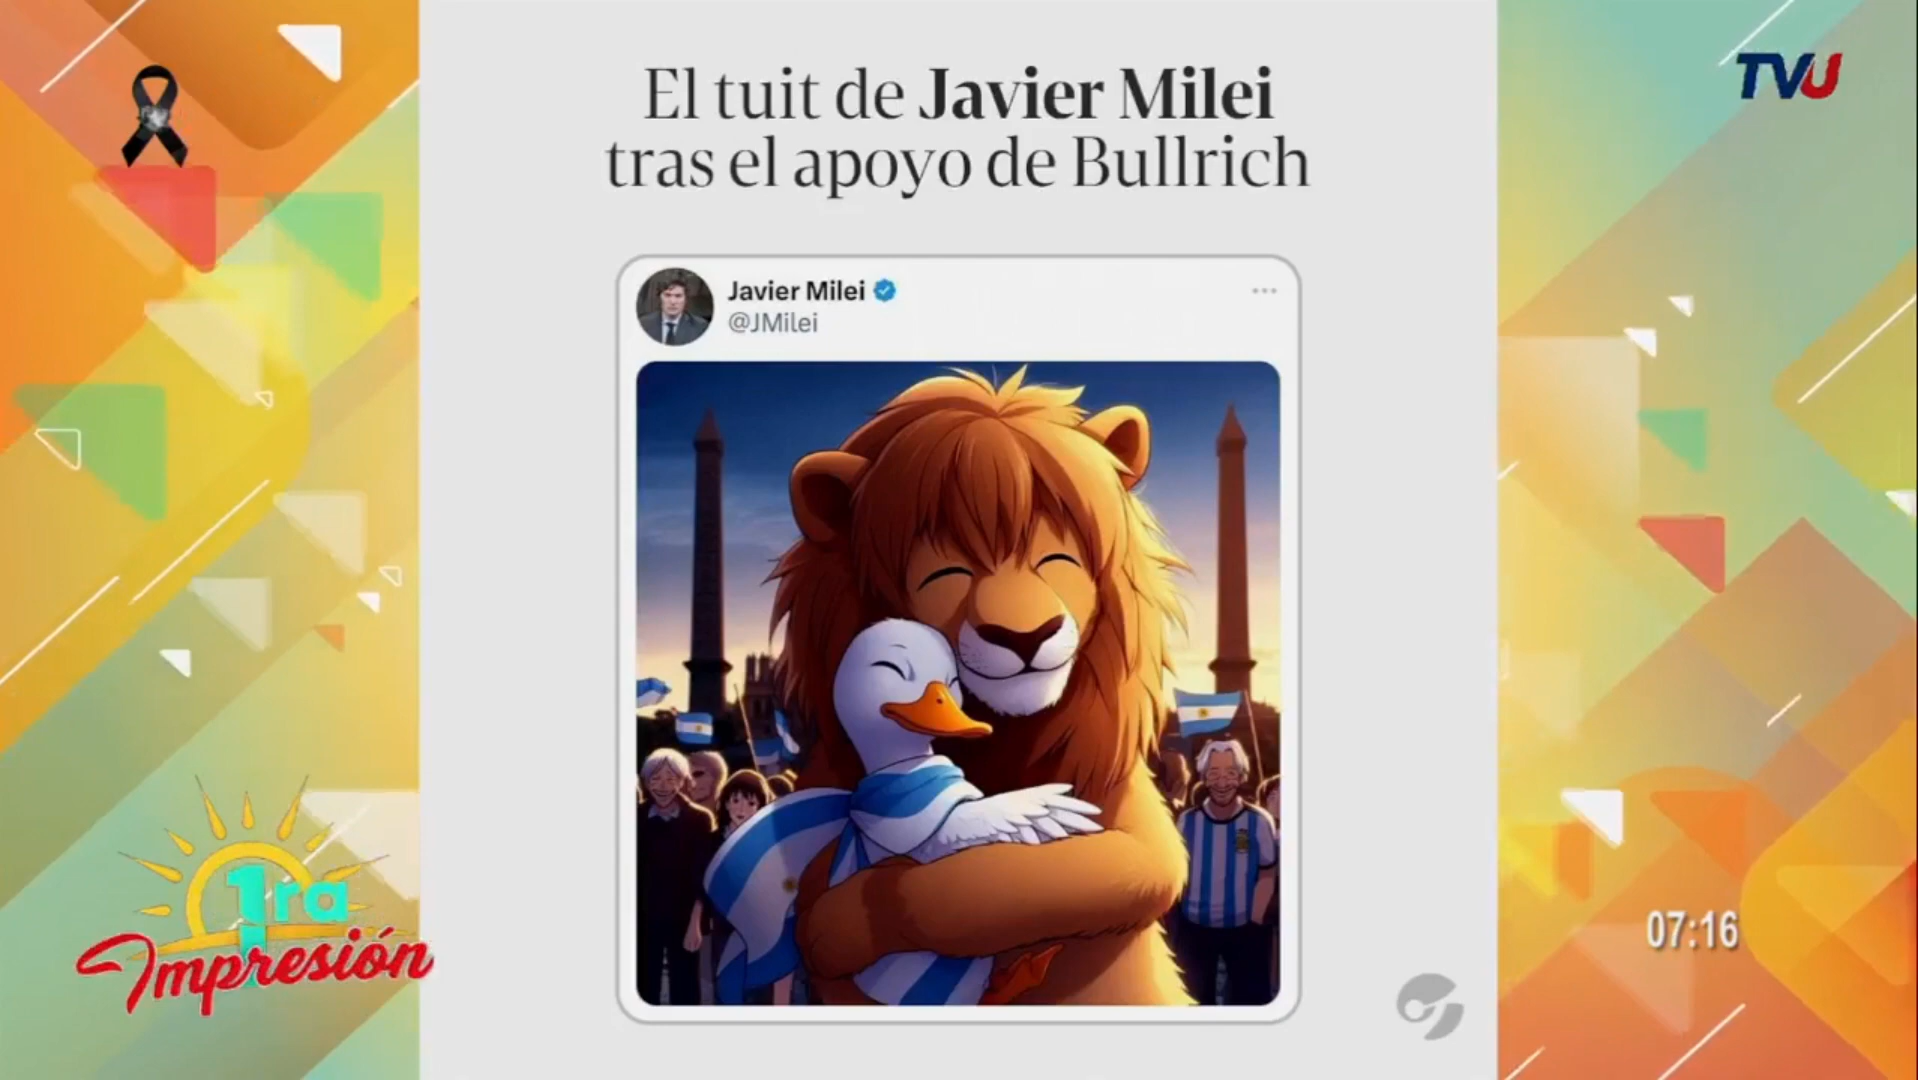 El tuit de Javier Milei
tras el apoyo de Bullrich
TVU
Javier Milei
@JMilei
1ra
Impresión
07:16